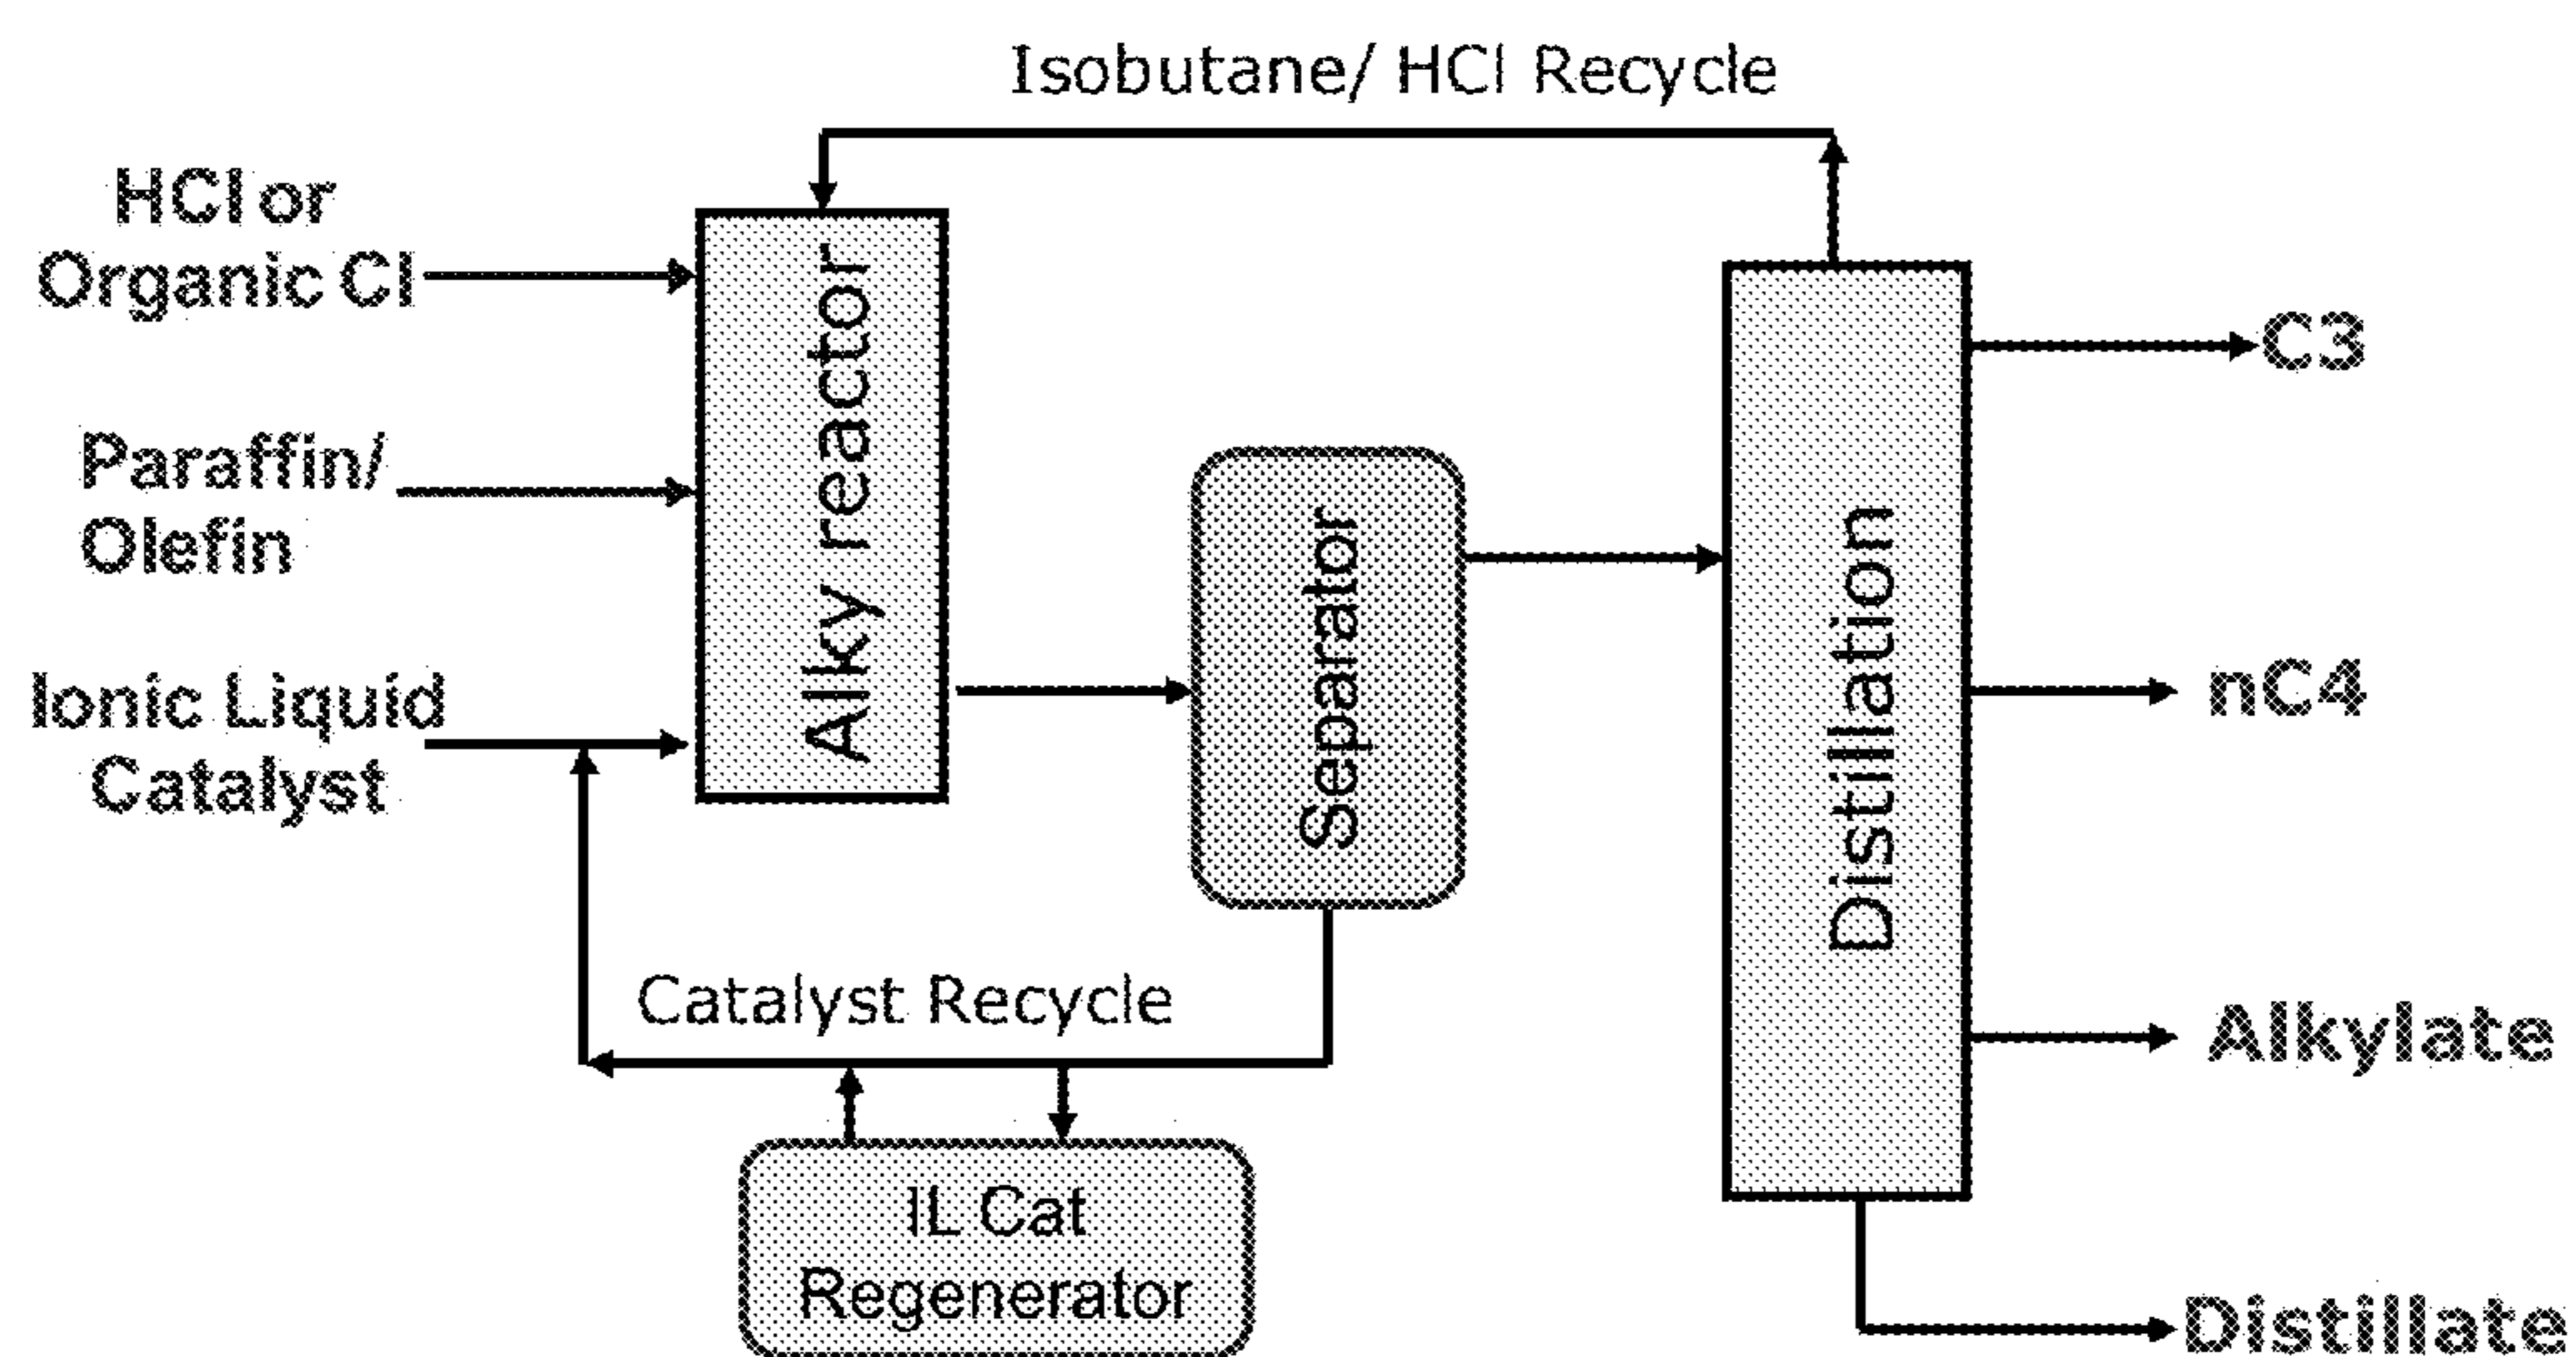 Isobutane/ HCl Recycle
HCl or
Organic Cl
Paraffin/
Olefin
Ionic Liquid
Catalyst
Alky reactor
Separator
Distillation
C3
nC4
Alkylate
Distillate
Catalyst Recycle
IL Cat
Regenerator